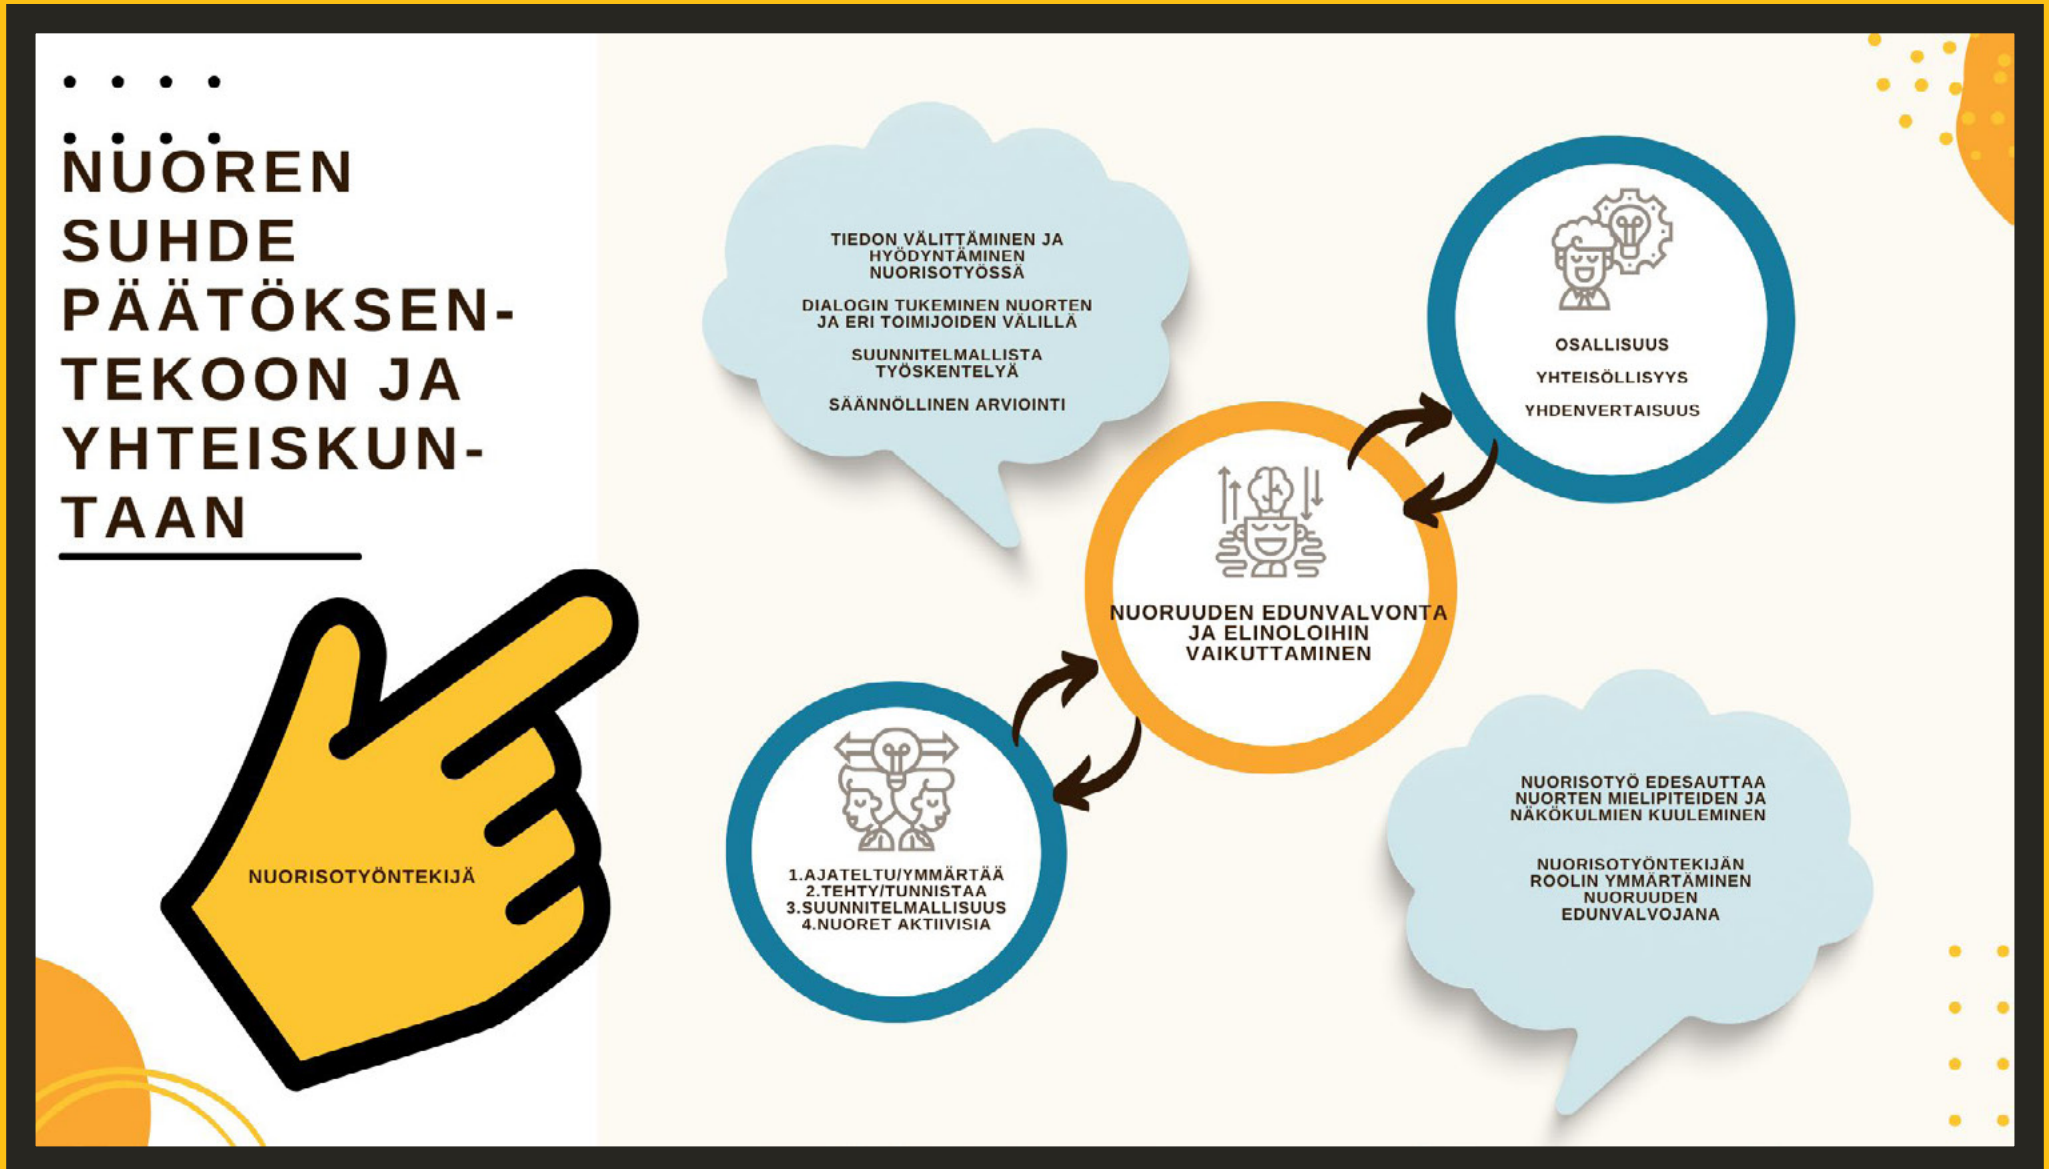 NUOREN
SUHDE
PÄÄTÖKSEN-
TEKOON JA
YHTEISKUN-
TAAN
NUORISOTYÖNTEKIJÄ
TIEDON VÄLITTÄMINEN JA
HYÖDYNTÄMINEN
NUORISOTYÖSSÄ
DIALOGIN TUKEMINEN NUORTEN
JA ERI TOIMIJOIDEN VÄLILLÄ
SUUNNITELMALLISTA
TYÖSKENTELYÄ
SÄÄNNÖLLINEN ARVIOINTI
OSALLISUUS
YHTEISÖLLISYYS
YHDENVERTAISUUS
NUORUUDEN EDUNVALVONTA
JA ELINOLOIHIN
VAIKUTTAMINEN
1.AJATELTU/YMMÄRTÄÄ
2.TEHTY/TUNNISTAA
3.SUUNNITELMALLISUUS
4.NUORET AKTIIVISIA
NUORISOTYÖ EDESAUTTAA
NUORTEN MIELIPITEIDEN JA
NÄKÖKULMIEN KUULEMINEN
NUORISOTYÖNTEKIJÄN
ROOLIN YMMÄRTÄMINEN
NUORUUDEN
EDUNVALVOJANA